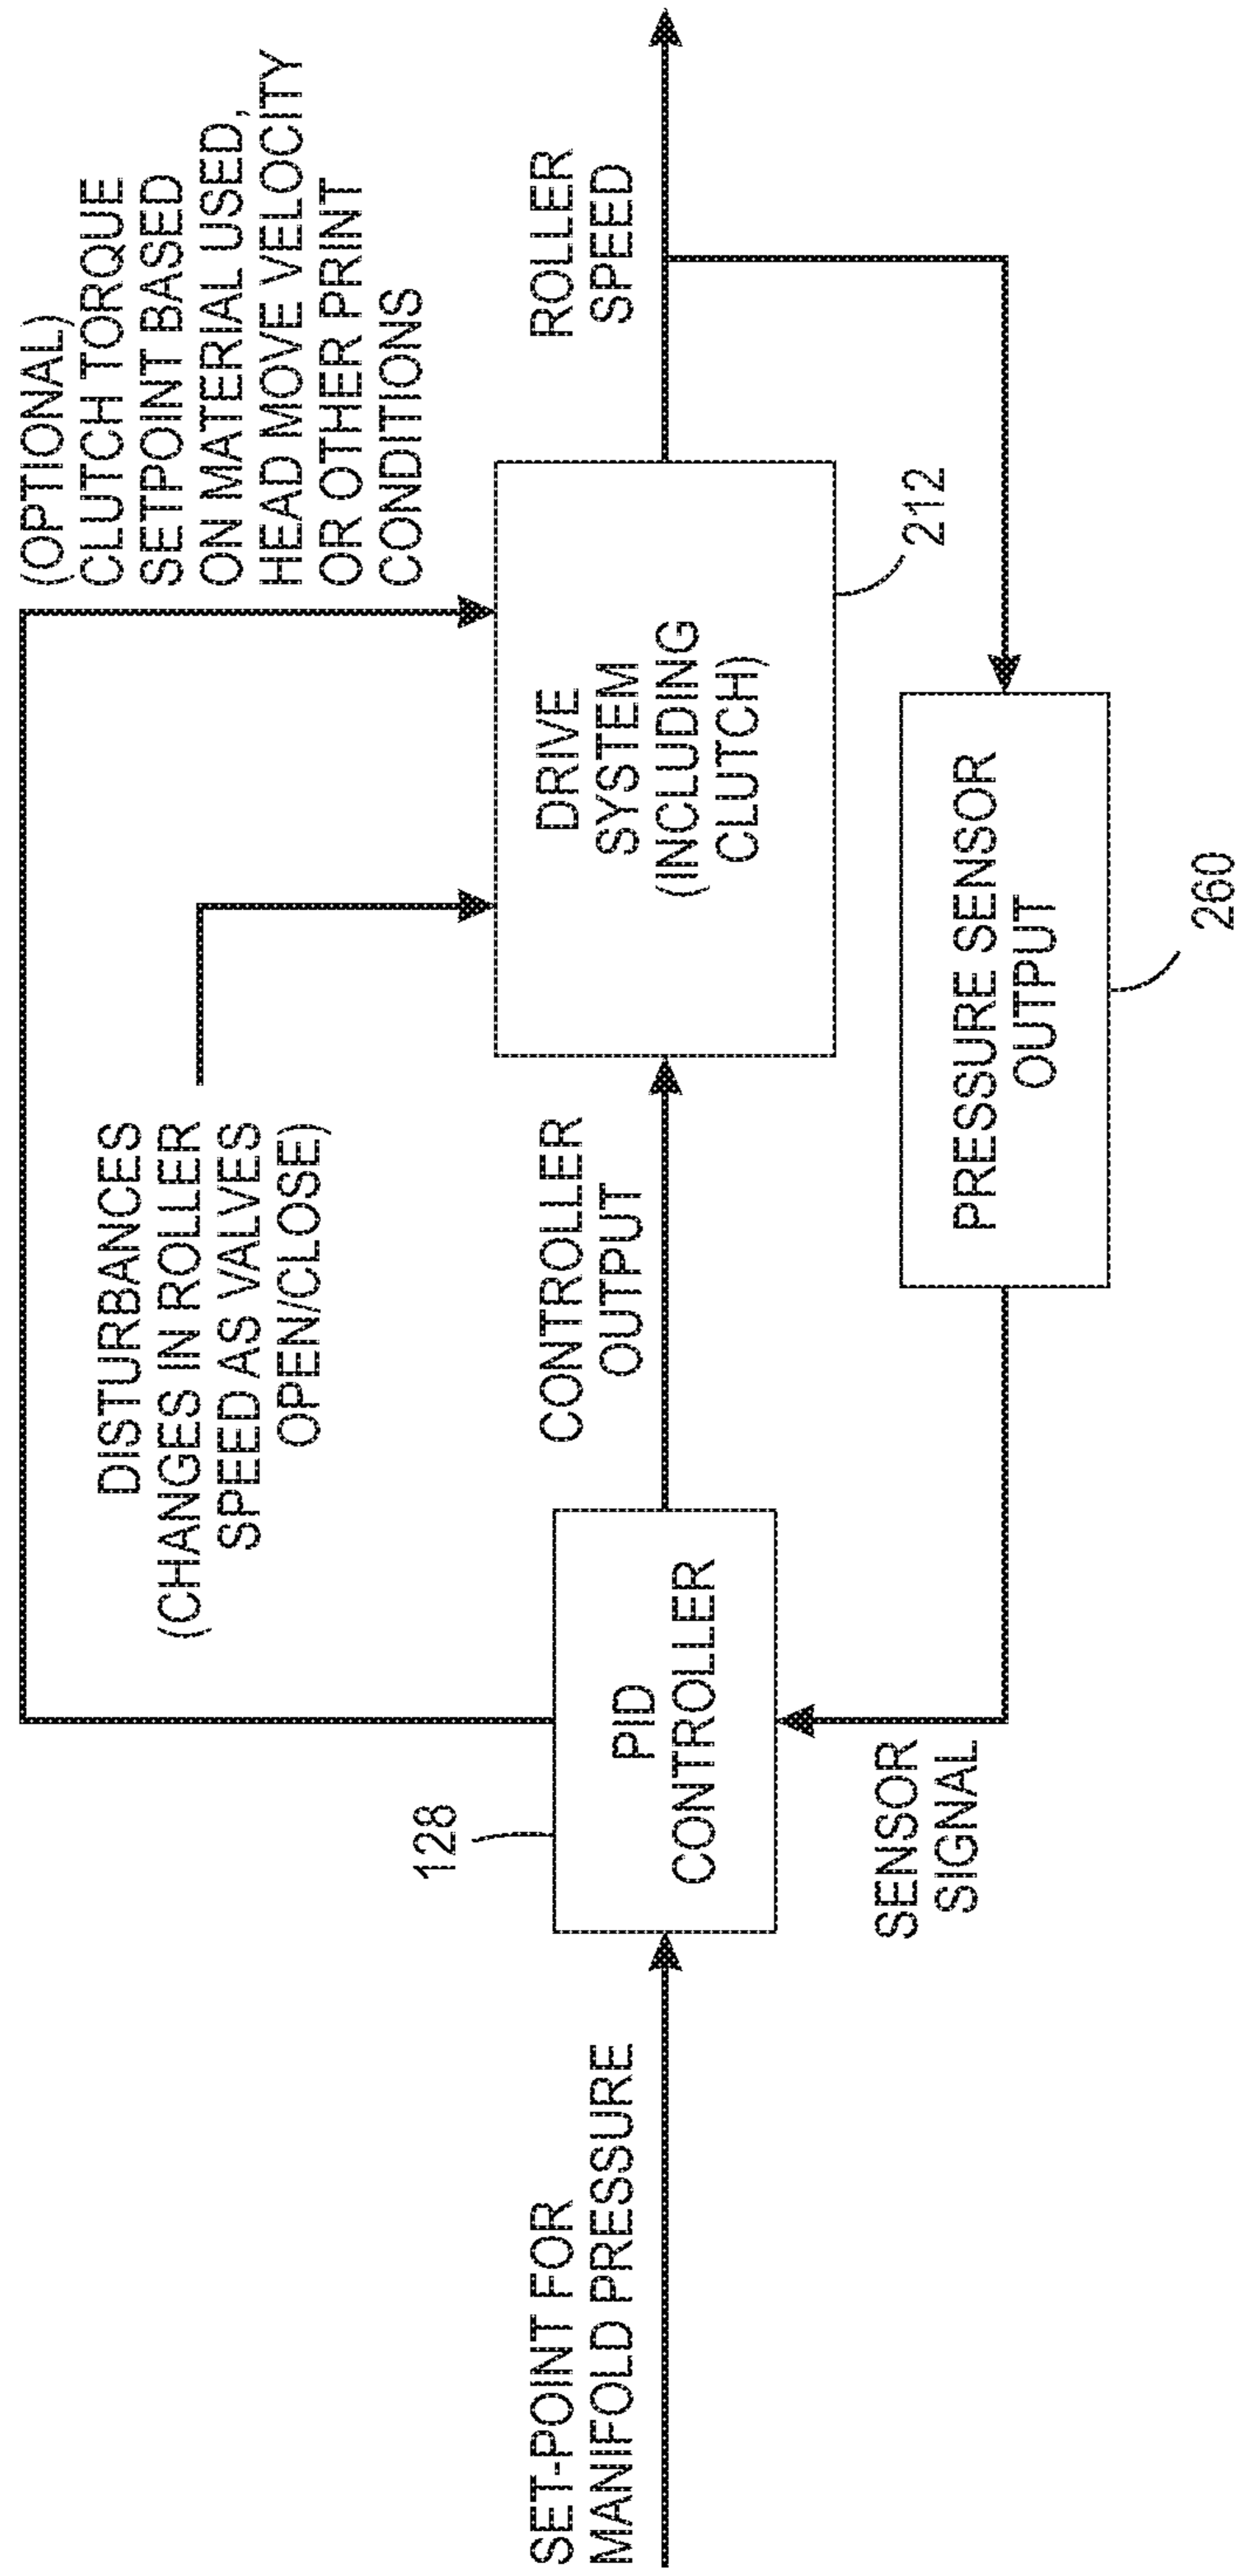 (OPTIONAL)
CLUTCH TORQUE
SETPOINT BASED
ON MATERIAL USED,
HEAD MOVE VELOCITY
OR OTHER PRINT
CONDITIONS
DISTURBANCES
(CHANGES IN ROLLER
SPEED AS VALVES
OPEN/CLOSE)
128
SET-POINT FOR
MANIFOLD PRESSURE
PID
CONTROLLER
CONTROLLER
OUTPUT
DRIVE
SYSTEM
(INCLUDING
CLUTCH)
ROLLER
SPEED
212
SENSOR
SIGNAL
PRESSURE SENSOR
OUTPUT
260